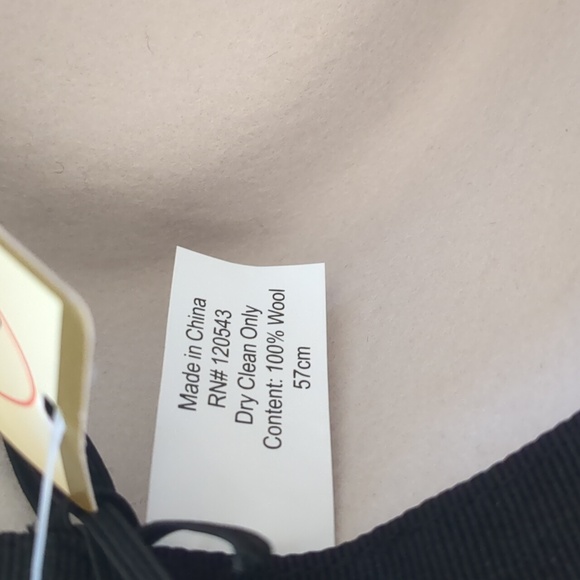 Made in China
RN# 120543
Dry Clean Only
Content: 100% Wool
57cm